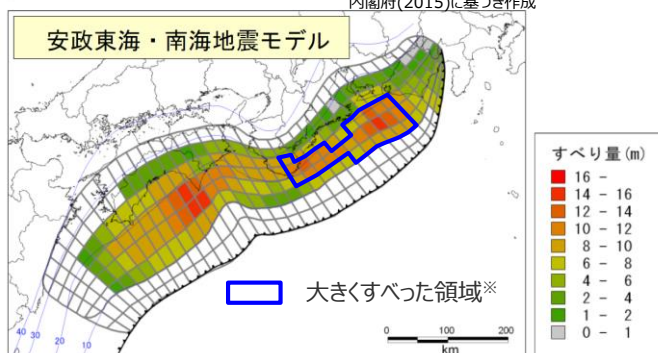 内閣府(2015)に基づき作成
安政東海・南海地震モデル
すべり量(m)
16 -
14 - 16
12 - 14
10 - 12
8 - 10
6 - 8
4 - 6
2 - 4
1 - 2
0 - 1
大きくすべった領域※
40 30 20 10
0 100 200
km